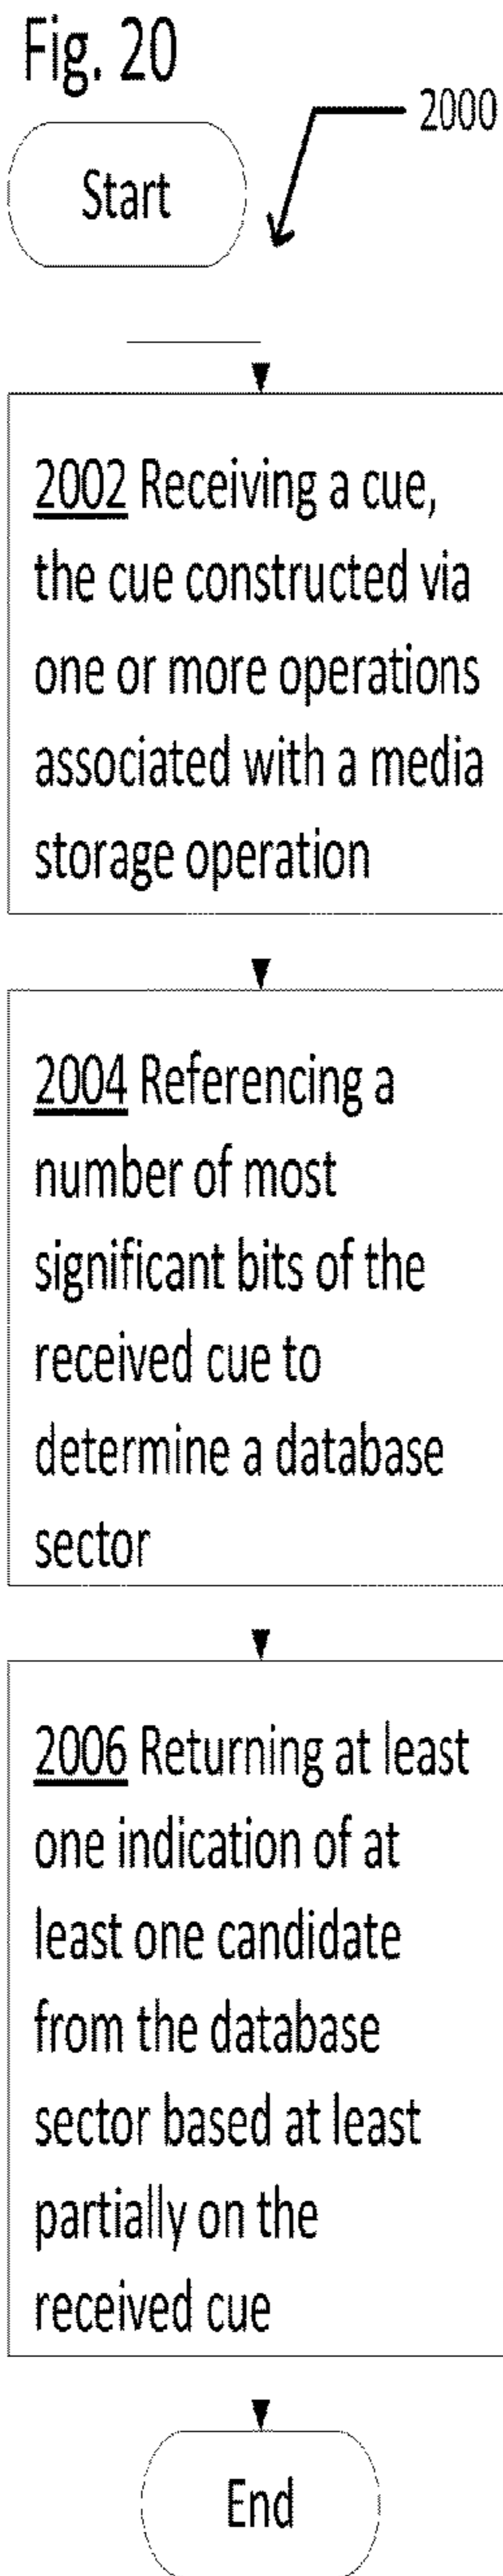 Fig. 20
2000
Start
2002 Receiving a cue,
the cue constructed via
one or more operations
associated with a media
storage operation
2004 Referencing a
number of most
significant bits of the
received cue to
determine a database
sector
2006 Returning at least
one indication of at
least one candidate
from the database
sector based at least
partially on the
received cue
End